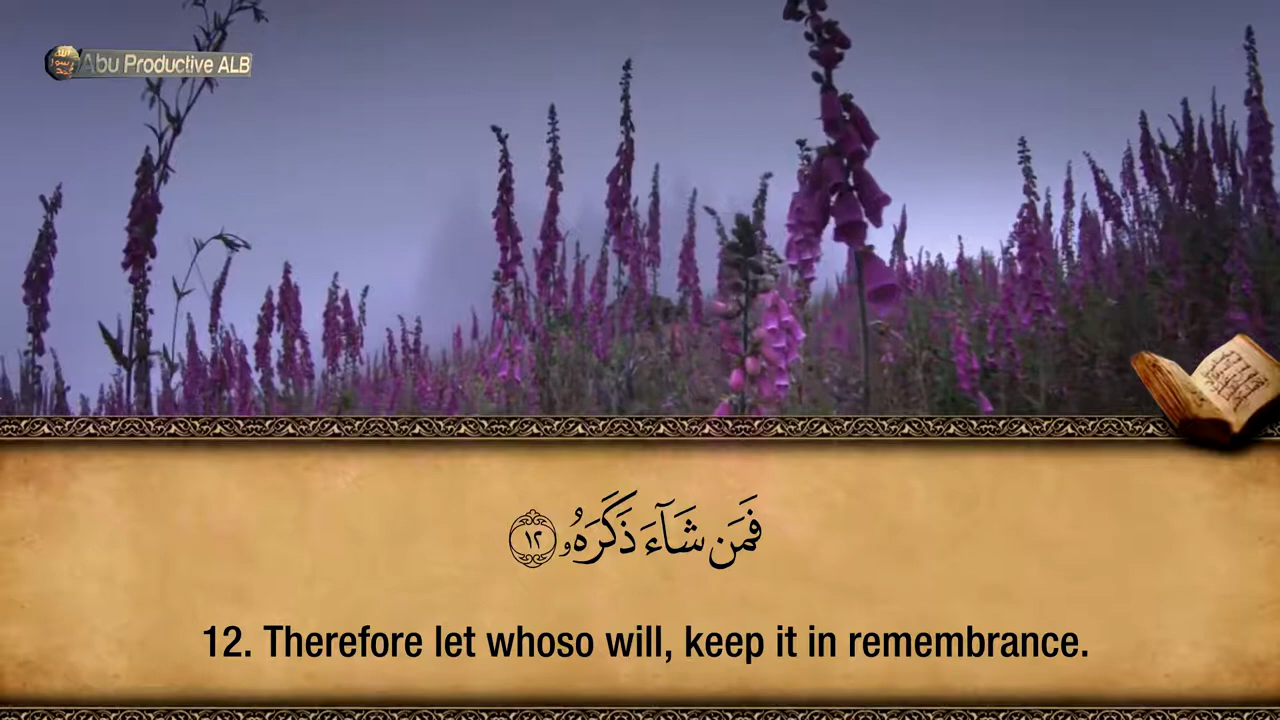 Abu Productive ALB
فَمَن شَآءَ ذَكَرَهُۥ ١٢
12. Therefore let whoso will, keep it in remembrance.